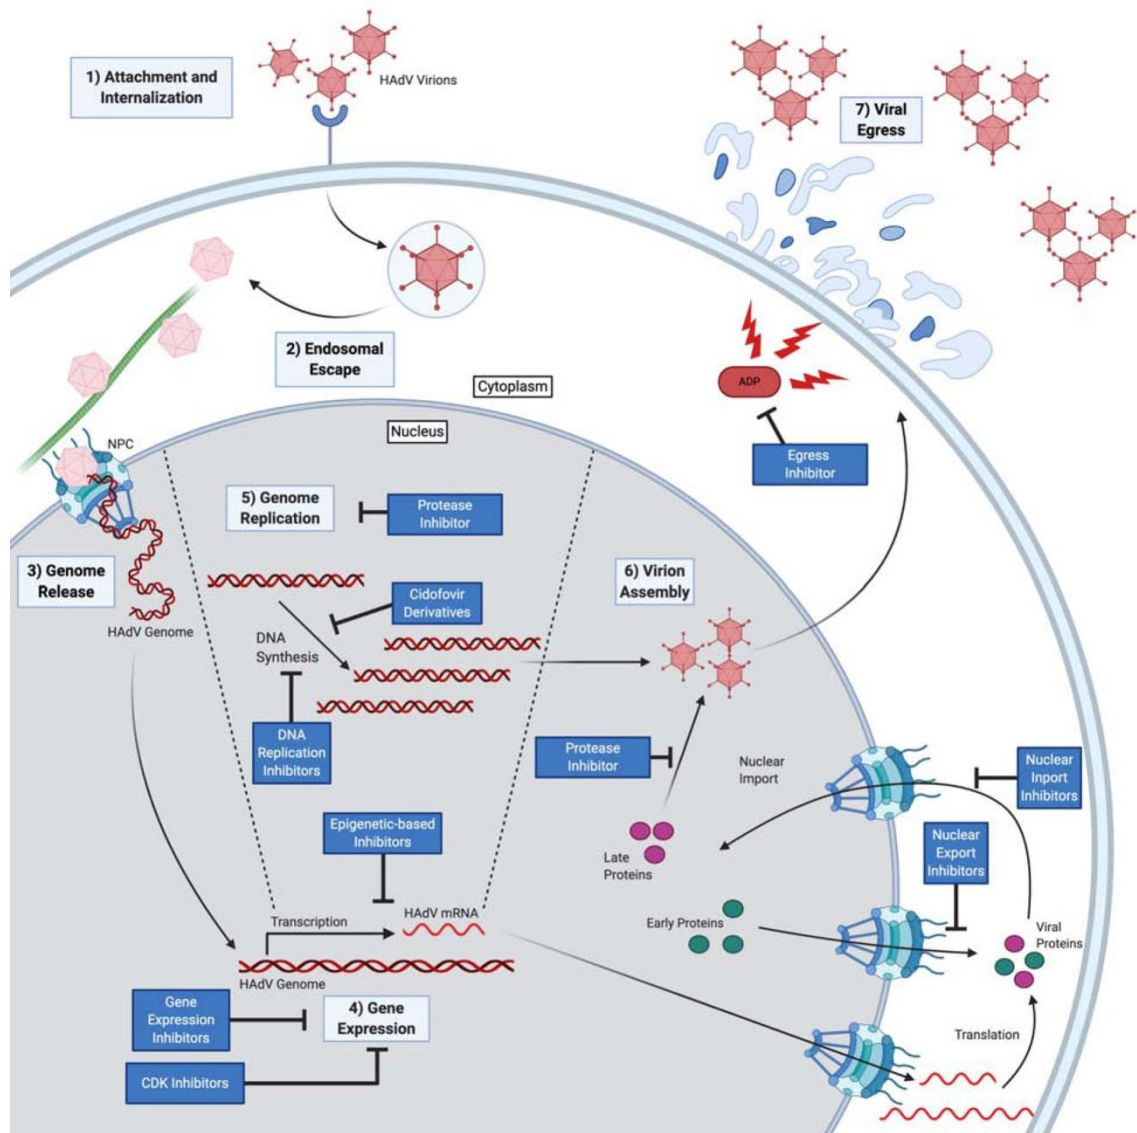 1) Attachment and
Internalization
HAdV Virions
7) Viral
Egress
2) Endosomal
Escape
Cytoplasm
ADP
Nucleus
NPC
Egress
Inhibitor
5) Genome
Replication
Protease
Inhibitor
3) Genome
Release
6) Virion
Assembly
Cidofovir
Derivatives
HAdV Genome
DNA
Synthesis
DNA
Replication
Inhibitors
Protease
Inhibitor
Nuclear
Import
Nuclear
Inport
Inhibitors
Epigenetic-based
Inhibitors
Late
Proteins
Nuclear
Export
Inhibitors
Transcription
HAdV mRNA
Early Proteins
Viral
Proteins
HAdV Genome
Gene
Expression
Inhibitors
4) Gene
Expression
Translation
CDK Inhibitors